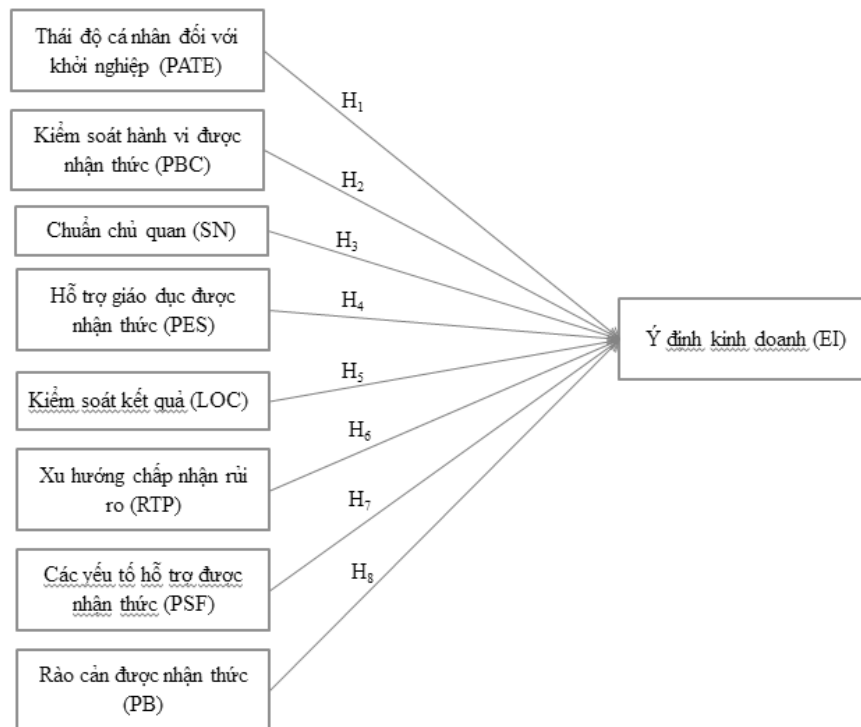 Thái độ cá nhân đối với
khởi nghiệp (PATE)
H₁
Kiểm soát hành vi được
nhận thức (PBC)
H₂
Chuẩn chủ quan (SN)
H₃
Hỗ trợ giáo dục được
nhận thức (PES)
H₄
Ý định kinh doanh (EI)
Kiểm soát kết quả (LOC)
H₅
Xu hướng chấp nhận rủi
ro (RTP)
H₆
Các yếu tố hỗ trợ được
nhận thức (PSF)
H₇
Rào cản được nhận thức
(PB)
H₈